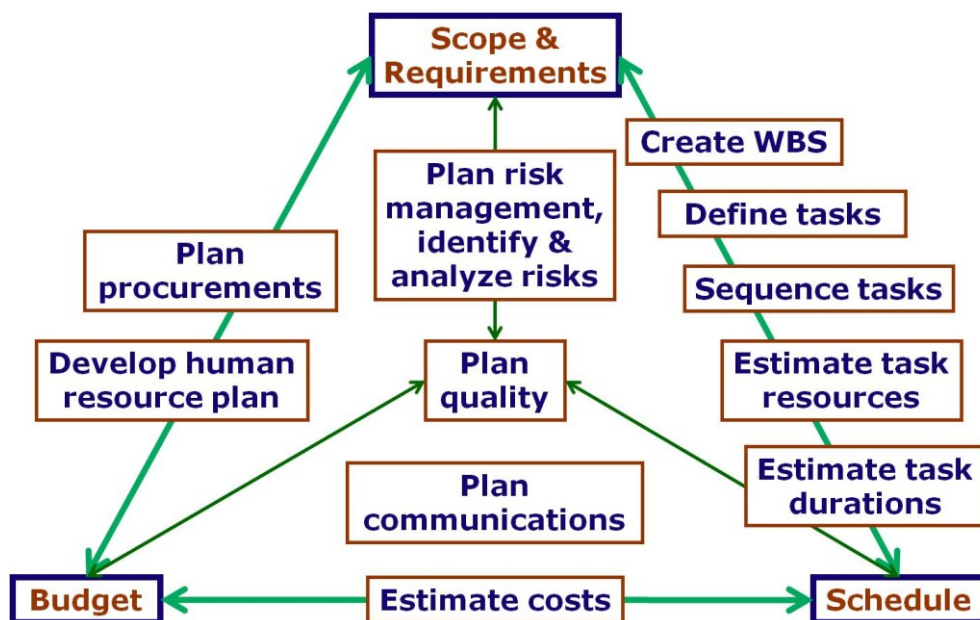 Scope &
Requirements
Create WBS
Plan risk
management,
identify &
analyze risks
Define tasks
Plan
procurements
Sequence tasks
Develop human
resource plan
Plan
quality
Estimate task
resources
Plan
communications
Estimate task
durations
Budget
Estimate costs
Schedule